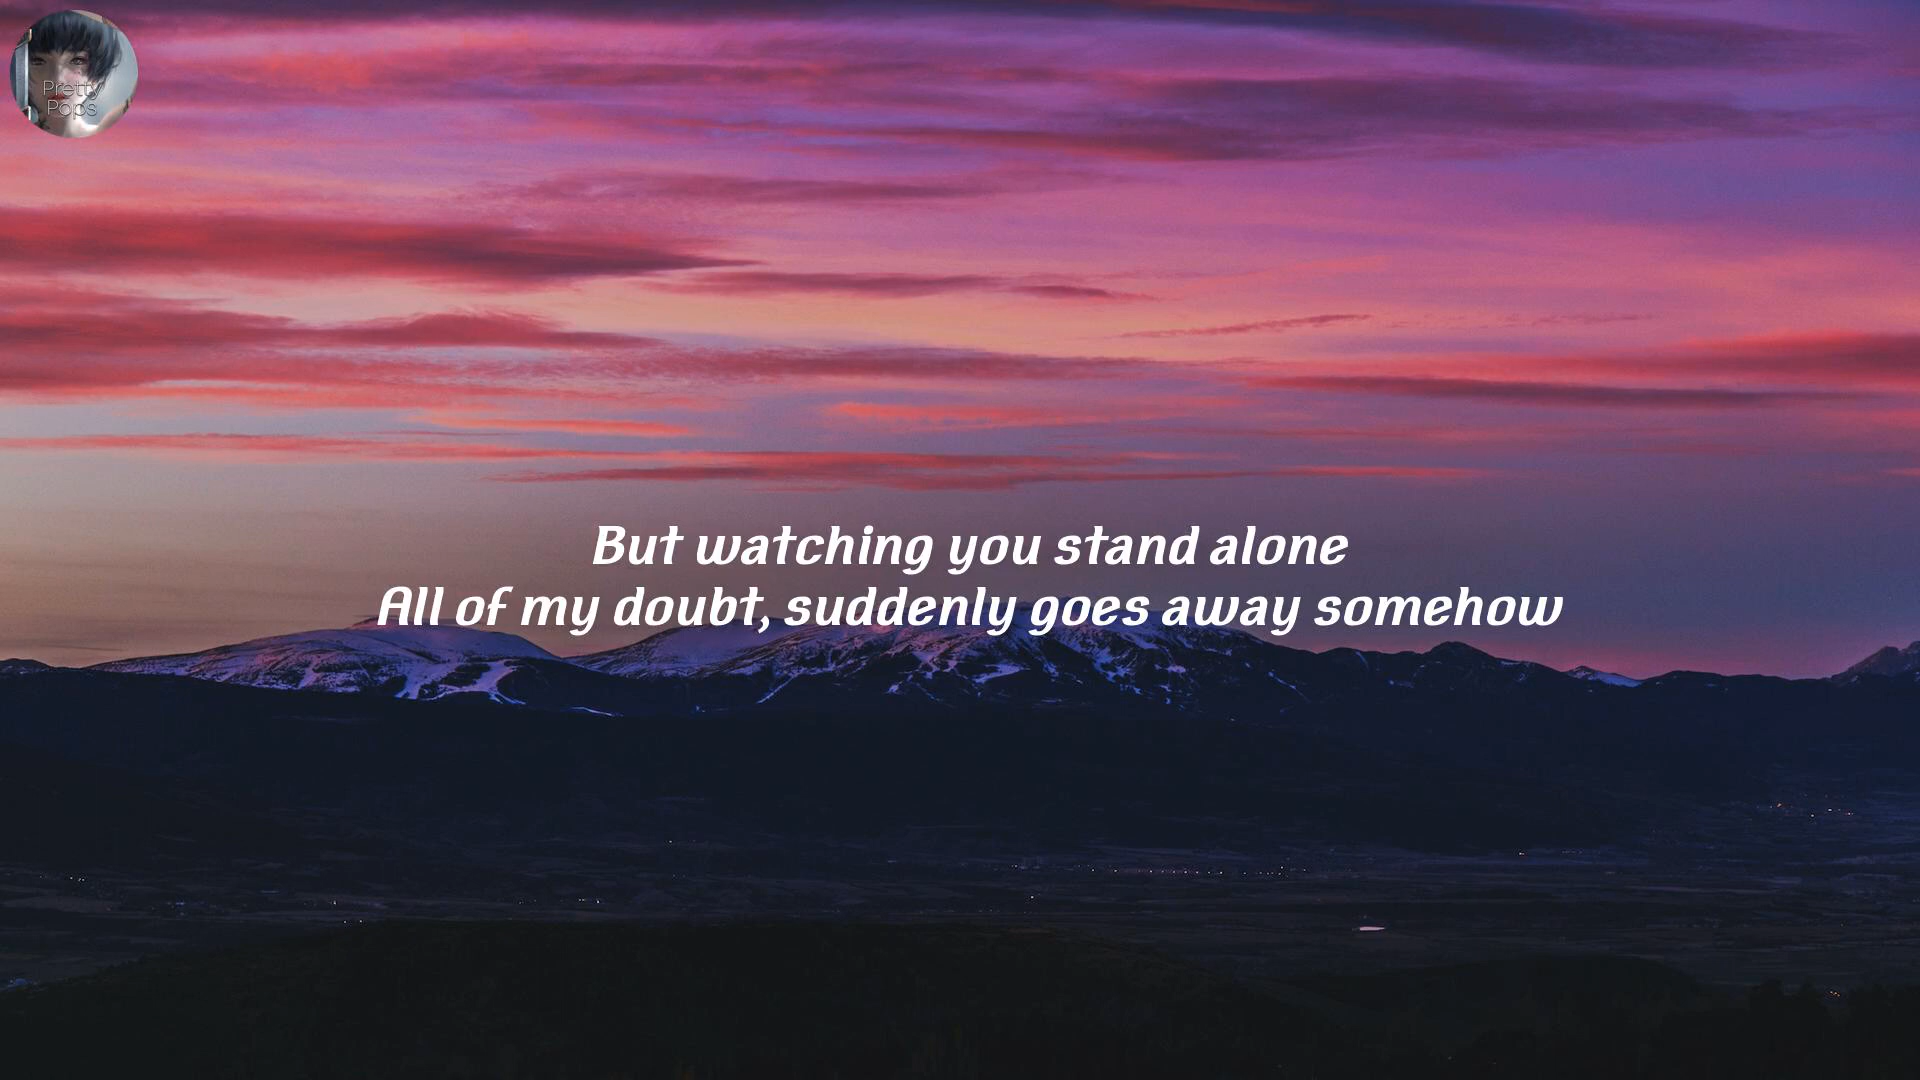 Pretty
Pops
But watching you stand alone
All of my doubt, suddenly goes away somehow